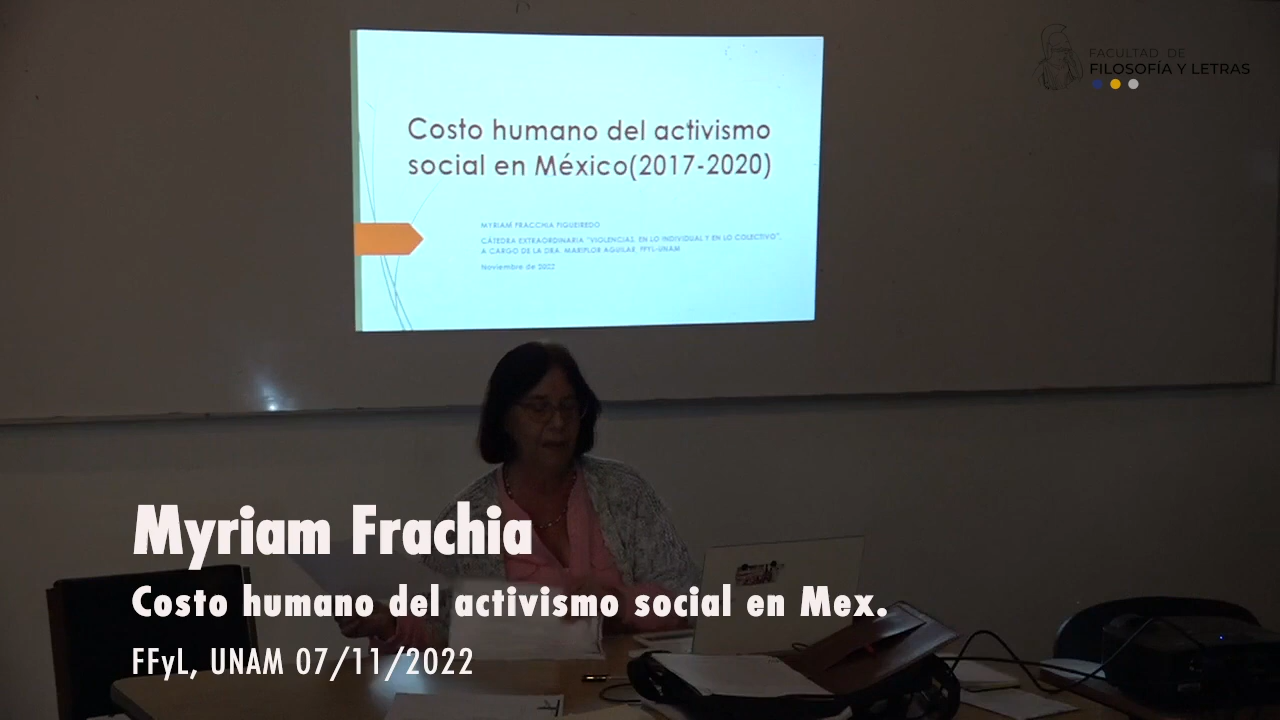 FACULTAD DE
FILOSOFÍA Y LETRAS
Costo humano del activismo
social en México(2017-2020)
MYRIAM FRACCHIA FIGUEIREDO
CÁTEDRA EXTRAORDINARIA "VIOLENCIAS, EN LO INDIVIDUAL Y EN LO COLECTIVO",
A CARGO DE LA DRA. MARIFLOR AGUILAR, FFYL-UNAM
Noviembre de 2022
Myriam Frachia
Costo humano del activismo social en Mex.
FFyL, UNAM 07/11/2022